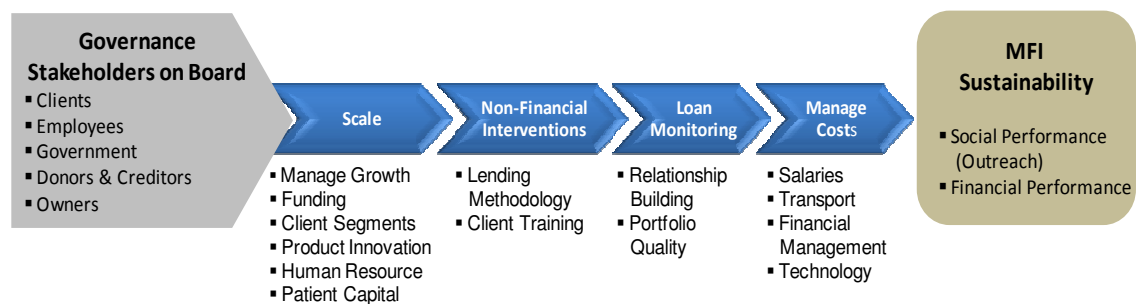 Governance
Stakeholders on Board
▪ Clients
▪ Employees
▪ Government
▪ Donors & Creditors
▪ Owners
Scale
▪ Manage Growth
▪ Funding
▪ Client Segments
▪ Product Innovation
▪ Human Resource
▪ Patient Capital
Non-Financial
Interventions
▪ Lending
Methodology
▪ Client Training
Loan
Monitoring
▪ Relationship
Building
▪ Portfolio
Quality
Manage
Costs
▪ Salaries
▪ Transport
▪ Financial
Management
▪ Technology
MFI
Sustainability
▪ Social Performance
(Outreach)
▪ Financial Performance